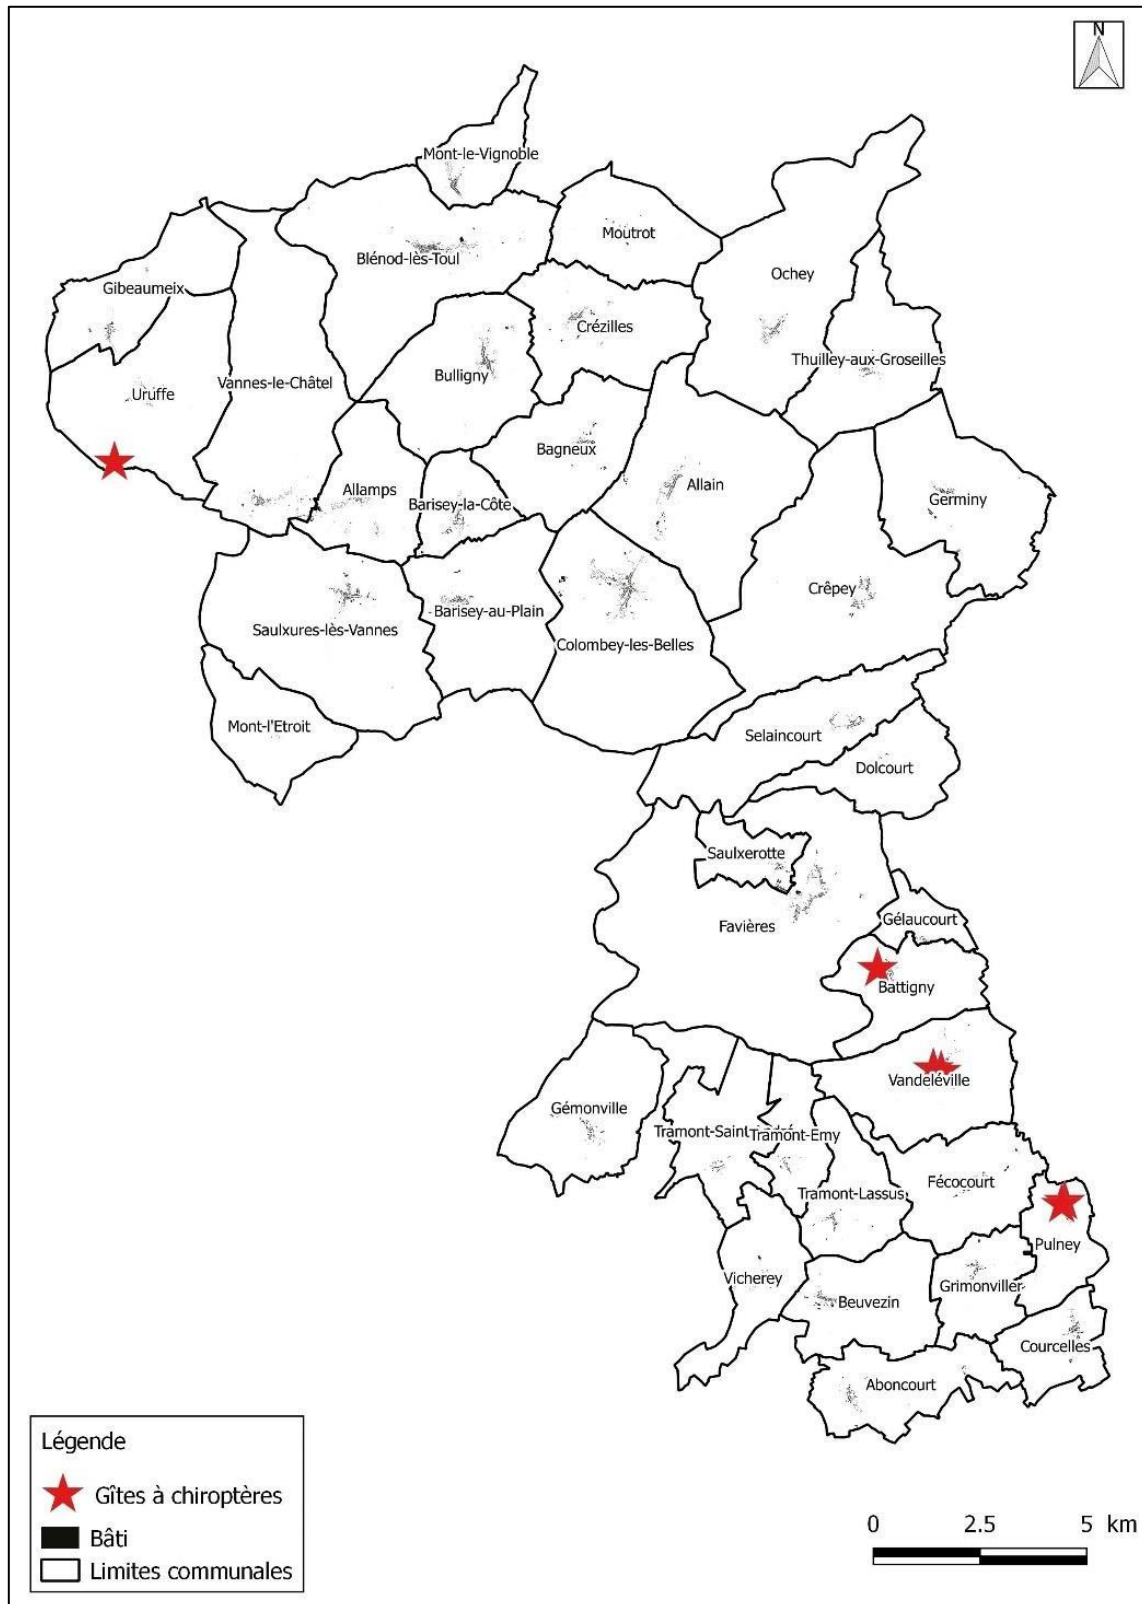 N
Mont-le-Vignoble
Moutrot
Blénod-lès-Toul
Ochey
Gibeaumeix
Crézilles
Thuilley-aux-Groseilles
Bulligny
Vannes-le-Châtel
Uruffe
Bagneux
Allain
Allamps
Germiny
Barisey-la-Côte
Crêpey
Barisey-au-Plain
Saulxures-lès-Vannes
Colombey-les-Belles
Mont-l'Etroit
Selaincourt
Dolcourt
Saulxerotte
Favières
Gélaucourt
Battigny
Vandeléville
Gémonville
Tramont-Saint
Tramont-Emy
Fécocourt
Tramont-Lassus
Pulney
Vicherey
Grimonviller
Beuvezin
Courcelles
Aboncourt
Légende
Gîtes à chiroptères
Bâti
Limites communales
0 2.5 5 km